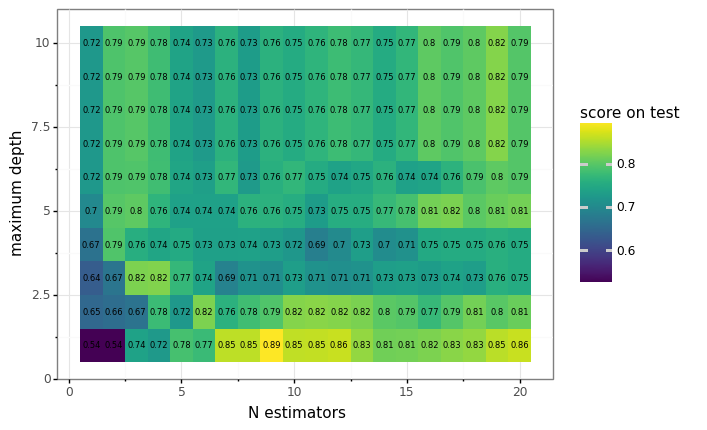 10
0.72 0.79 0.79 0.78 0.74 0.73 0.76 0.73 0.76 0.75 0.76 0.78 0.77 0.75 0.77 0.8 0.79 0.8 0.82 0.79
0.72 0.79 0.79 0.78 0.74 0.73 0.76 0.73 0.76 0.75 0.76 0.78 0.77 0.75 0.77 0.8 0.79 0.8 0.82 0.79
score on test
0.72 0.79 0.79 0.78 0.74 0.73 0.76 0.73 0.76 0.75 0.76 0.78 0.77 0.75 0.77 0.8 0.79 0.8 0.82 0.79
7.5
0.72 0.79 0.79 0.78 0.74 0.73 0.76 0.73 0.76 0.75 0.76 0.78 0.77 0.75 0.77 0.8 0.79 0.8 0.82 0.79
0.8
0.72 0.79 0.79 0.76 0.74 0.73 0.77 0.73 0.76 0.77 0.75 0.74 0.75 0.76 0.74 0.74 0.76 0.79 0.8 0.79
maximum depth
0.7
5
0.7 0.79 0.8 0.76 0.74 0.74 0.74 0.76 0.76 0.75 0.73 0.75 0.75 0.77 0.78 0.81 0.82 0.8 0.81 0.81
0.67 0.79 0.76 0.74 0.75 0.73 0.73 0.74 0.73 0.72 0.69 0.7 0.73 0.7 0.71 0.75 0.75 0.75 0.76 0.75
0.6
0.64 0.67 0.82 0.82 0.77 0.74 0.69 0.71 0.71 0.73 0.71 0.71 0.71 0.73 0.73 0.73 0.74 0.73 0.76 0.75
2.5
0.65 0.66 0.67 0.78 0.72 0.82 0.76 0.78 0.79 0.82 0.82 0.82 0.82 0.8 0.79 0.77 0.79 0.81 0.8 0.81
0.54 0.54 0.74 0.72 0.78 0.77 0.85 0.85 0.89 0.85 0.85 0.86 0.83 0.81 0.81 0.82 0.83 0.83 0.85 0.86
0
0 5 10 15 20
N estimators